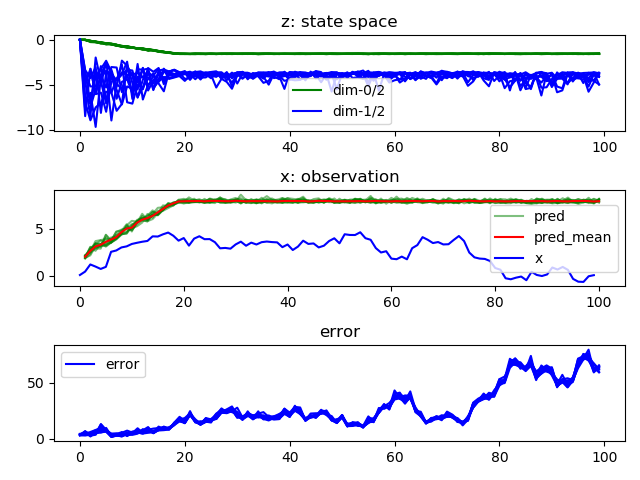 z: state space
0
−5
−10
dim-0/2
dim-1/2
0 20 40 60 80 100
x: observation
5
0
pred
pred_mean
x
0 20 40 60 80 100
error
50
0
error
0 20 40 60 80 100